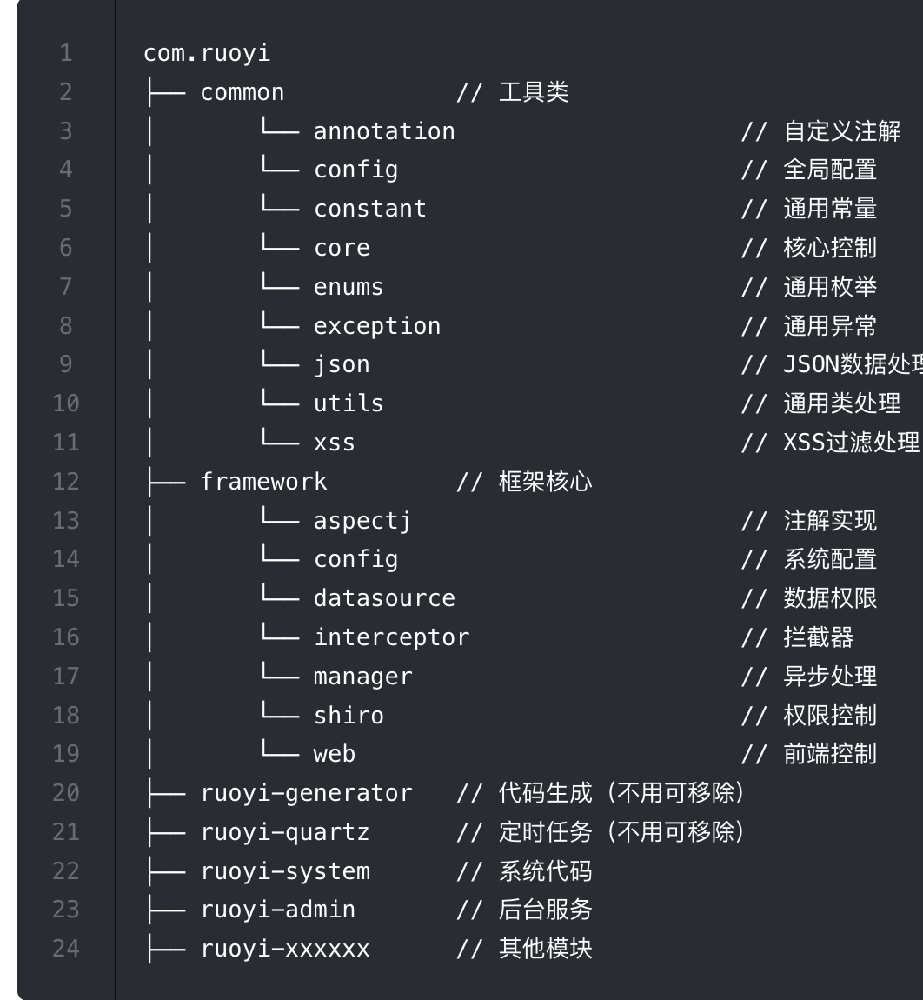 1 com.ruoyi
2 ├── common            // 工具类
3 │       └── annotation                    // 自定义注解
4 │       └── config                        // 全局配置
5 │       └── constant                      // 通用常量
6 │       └── core                          // 核心控制
7 │       └── enums                         // 通用枚举
8 │       └── exception                     // 通用异常
9 │       └── json                          // JSON数据处理
10 │       └── utils                         // 通用类处理
11 │       └── xss                           // XSS过滤处理
12 ├── framework         // 框架核心
13 │       └── aspectj                       // 注解实现
14 │       └── config                        // 系统配置
15 │       └── datasource                    // 数据权限
16 │       └── interceptor                   // 拦截器
17 │       └── manager                       // 异步处理
18 │       └── shiro                         // 权限控制
19 │       └── web                           // 前端控制
20 ├── ruoyi-generator   // 代码生成（不用可移除）
21 ├── ruoyi-quartz      // 定时任务（不用可移除）
22 ├── ruoyi-system      // 系统代码
23 ├── ruoyi-admin       // 后台服务
24 ├── ruoyi-xxxxxx      // 其他模块